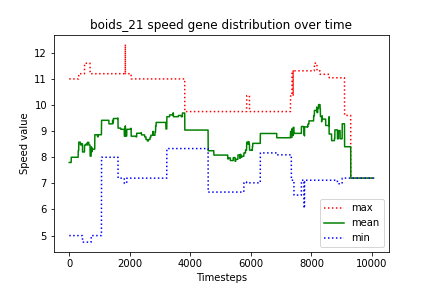 boids_21 speed gene distribution over time
Speed value
12
11
10
9
8
7
6
5
0
2000
4000
6000
8000
10000
Timesteps
max
mean
min